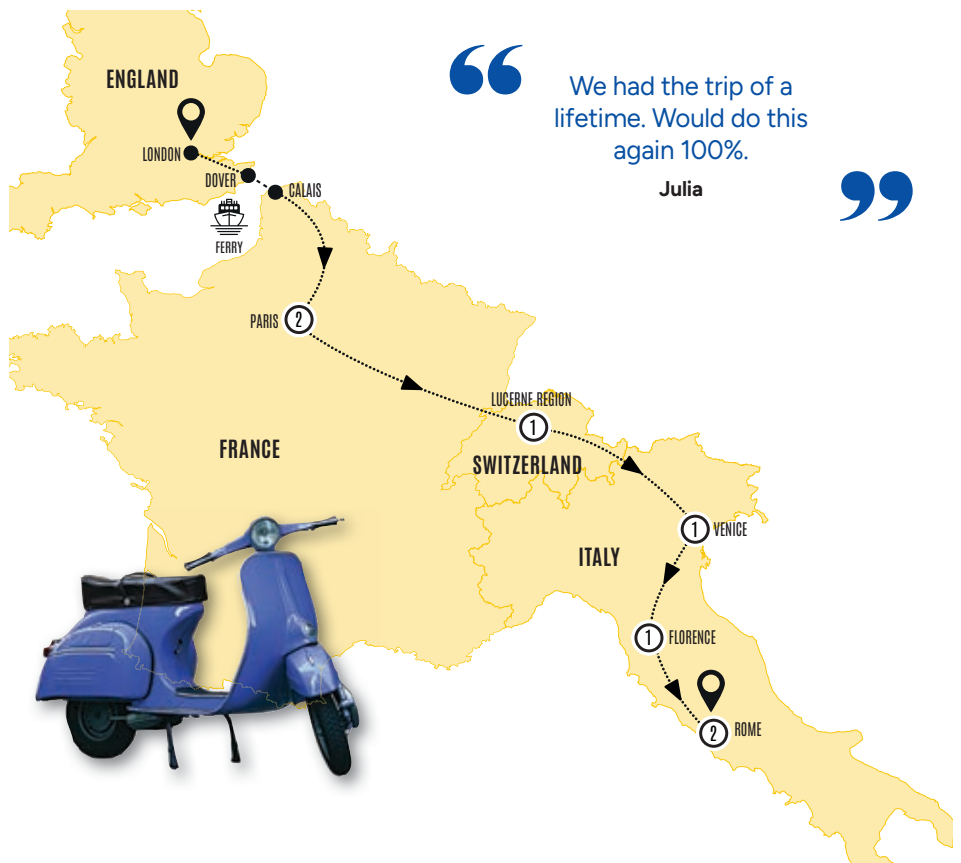 ENGLAND
LONDON
DOVER
CALAIS
FERRY
“
We had the trip of a
lifetime. Would do this
again 100%.
Julia
”
PARIS
2
LUCERNE REGION
1
FRANCE
SWITZERLAND
1
VENICE
ITALY
1
FLORENCE
2
ROME